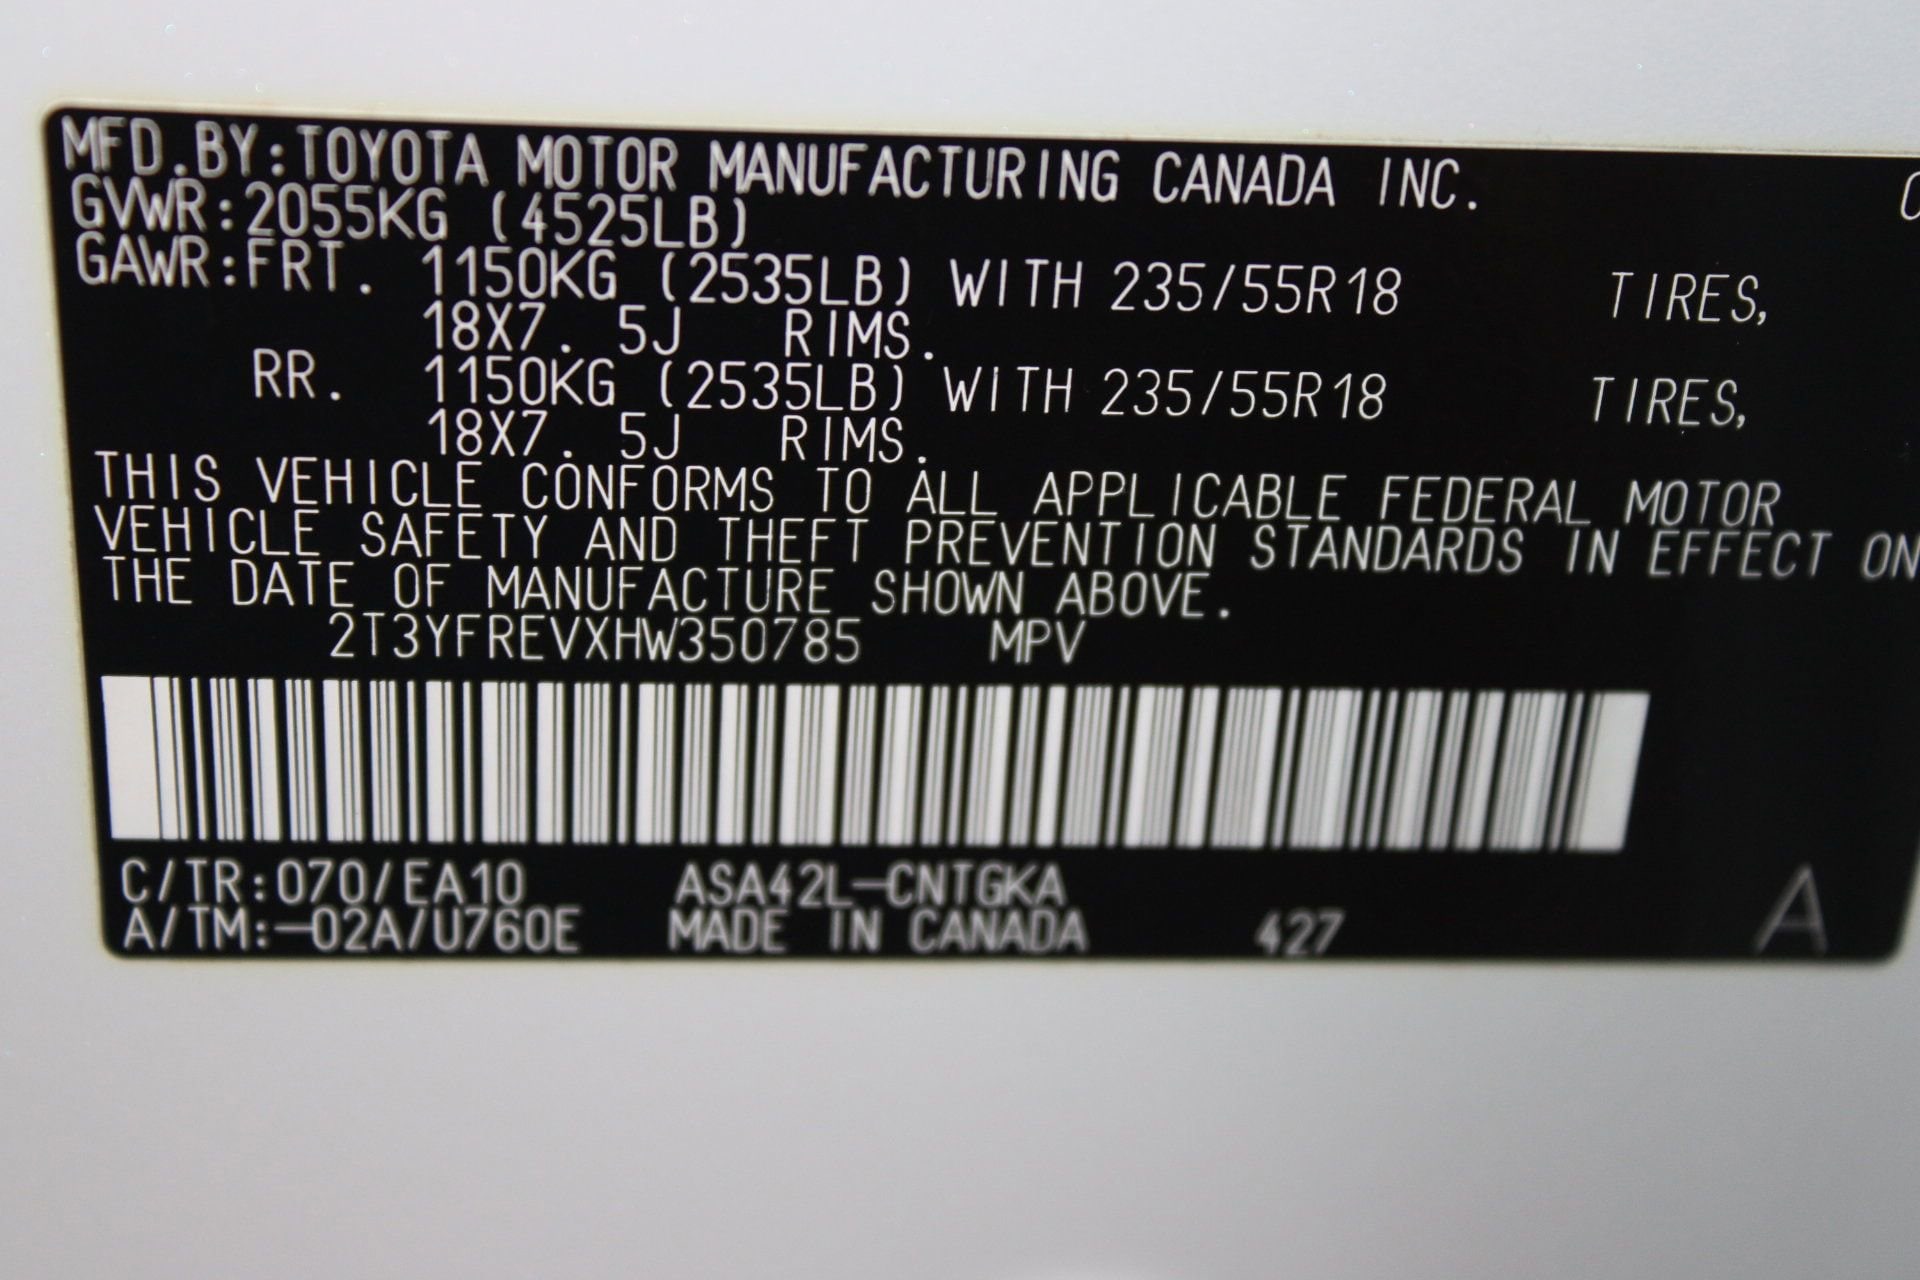 MFD.BY:TOYOTA MOTOR MANUFACTURING CANADA INC.
GVWR:2055KG (4525LB)
GAWR:FRT. 1150KG (2535LB) WITH 235/55R18 TIRES,
18X7. 5J RIMS.
RR. 1150KG (2535LB) WITH 235/55R18 TIRES,
18X7. 5J RIMS.
THIS VEHICLE CONFORMS TO ALL APPLICABLE FEDERAL MOTOR
VEHICLE SAFETY AND THEFT PREVENTION STANDARDS IN EFFECT ON
THE DATE OF MANUFACTURE SHOWN ABOVE.
2T3YFREVXHW350785 MPV
C/TR:070/EA10 ASA42L-CNTGKA
A/TM:-02A/U760E MADE IN CANADA 427 A